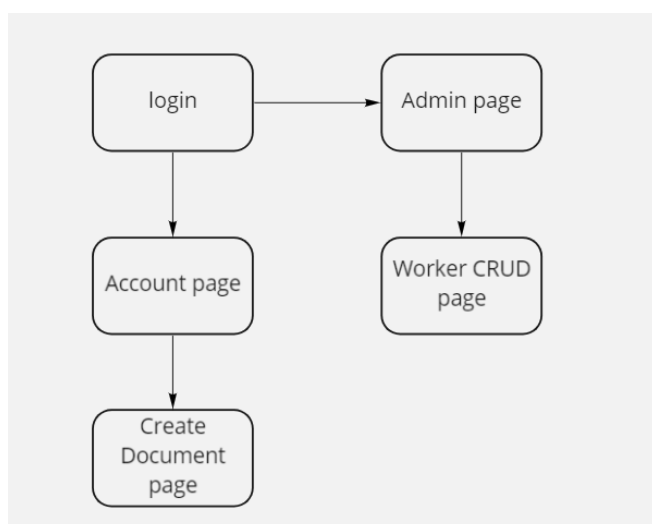 login
Admin page
Account page
Worker CRUD
page
Create
Document
page